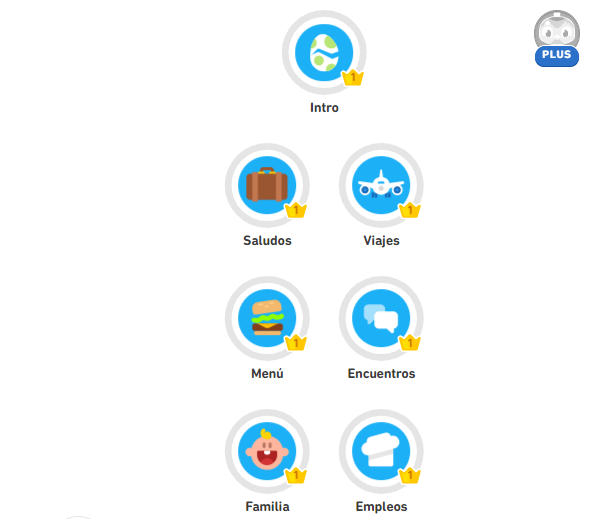 PLUS
1
Intro
1
1
Saludos
Viajes
1
1
Menú
Encuentros
1
1
Familia
Empleos